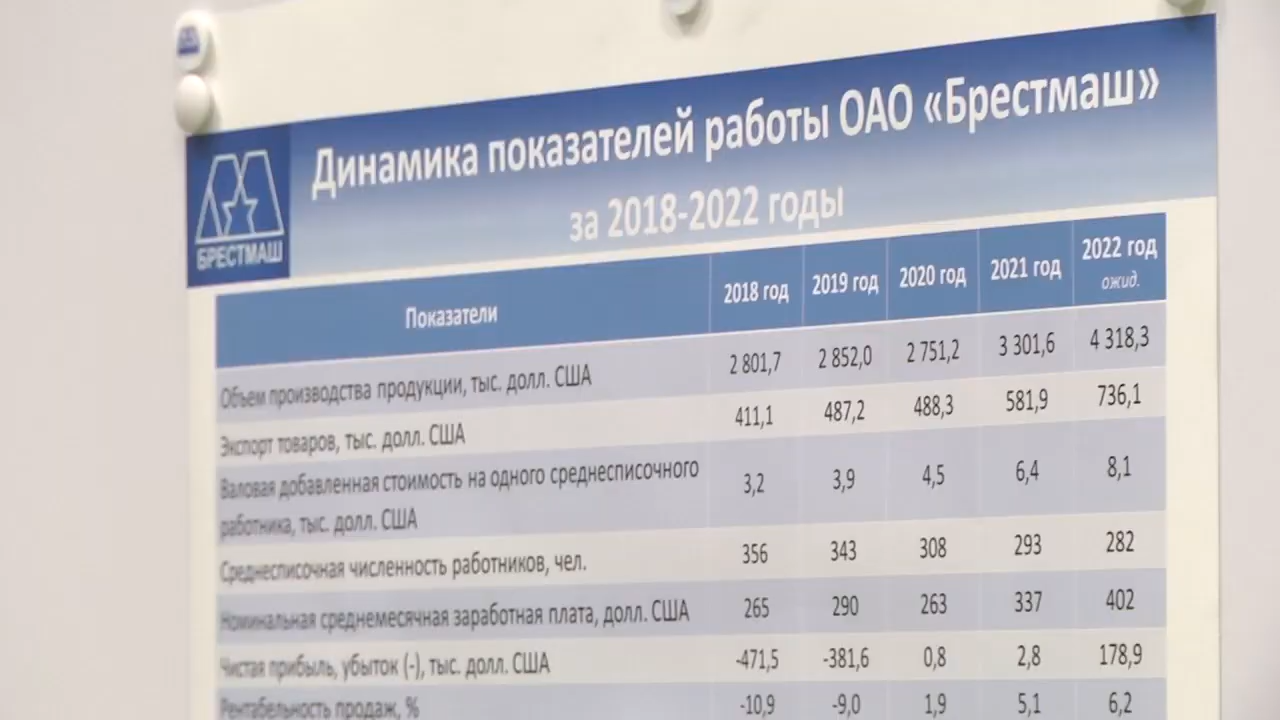 Динамика показателей работы ОАО «Брестмаш»
за 2018-2022 годы
БРЕСТМАШ
Показатели 2018 год 2019 год 2020 год 2021 год 2022 год
ожид.
Объем производства продукции, тыс. долл. США 2 801,7 2 852,0 2 751,2 3 301,6 4 318,3
Экспорт товаров, тыс. долл. США 411,1 487,2 488,3 581,9 736,1
Валовая добавленная стоимость на одного среднесписочного
работника, тыс. долл. США 3,2 3,9 4,5 6,4 8,1
Среднесписочная численность работников, чел. 356 343 308 293 282
Номинальная среднемесячная заработная плата, долл. США 265 290 263 337 402
Чистая прибыль, убыток (-), тыс. долл. США -471,5 -381,6 0,8 2,8 178,9
Рентабельность продаж, % -10,9 -9,0 1,9 5,1 6,2